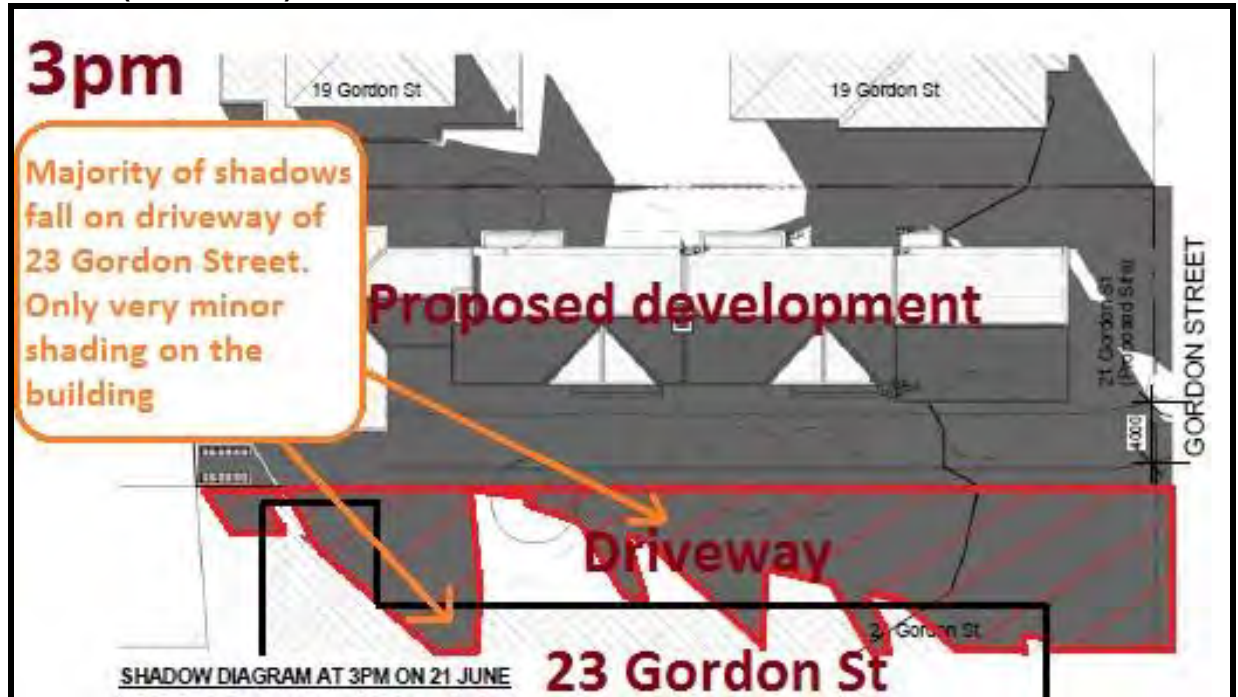 3pm
19 Gordon St
19 Gordon St
Majority of shadows
fall on driveway of
23 Gordon Street.
Only very minor
shading on the
building
Proposed development
21 Gordon St
(Proposed Site)
GORDON STREET
4000
Driveway
Gordon St
SHADOW DIAGRAM AT 3PM ON 21 JUNE
23 Gordon St